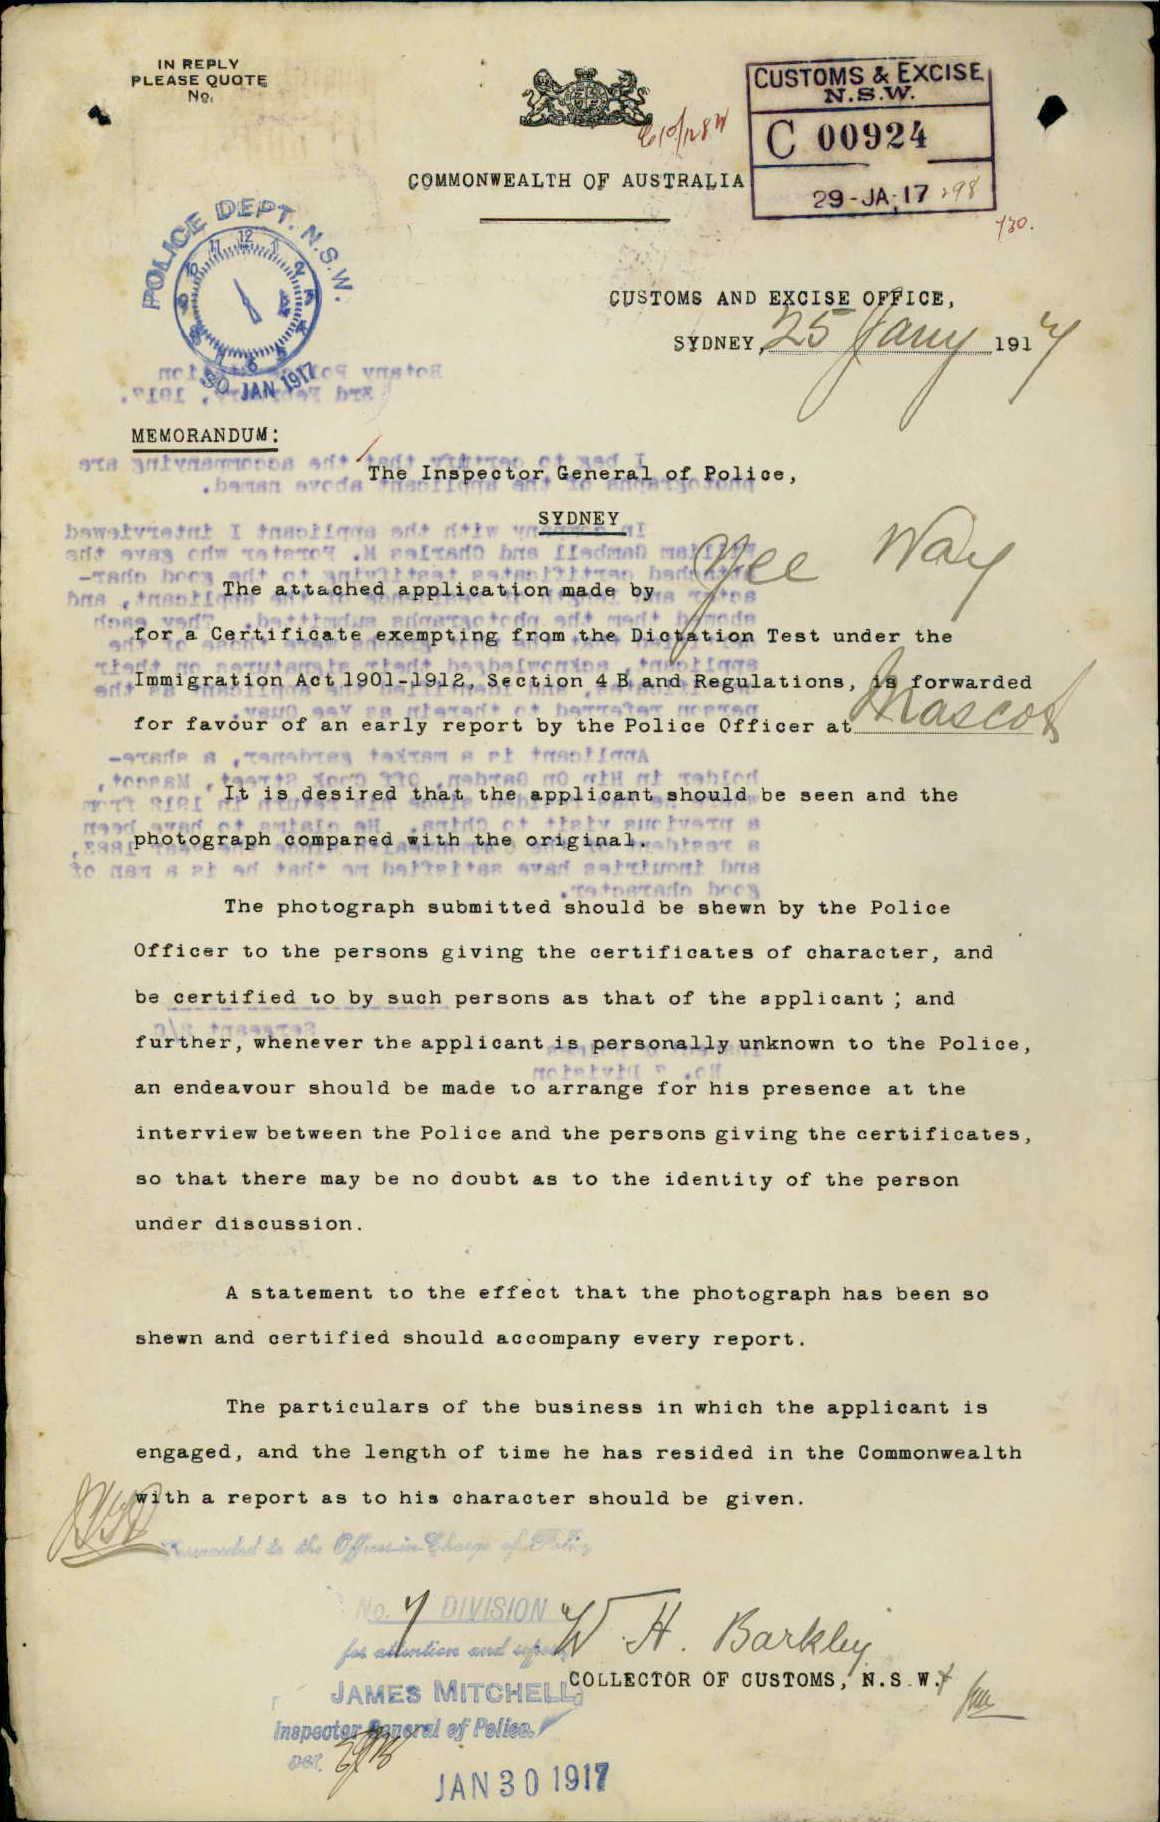 IN REPLY
PLEASE QUOTE
No.
CUSTOMS & EXCISE
N.S.W.
C 00924
29-JA.17
COMMONWEALTH OF AUSTRALIA
POLICE DEPT. N.S.W.
30 JAN 1917
CUSTOMS AND EXCISE OFFICE,
SYDNEY, 25 Jany 1917
MEMORANDUM:
The Inspector General of Police,
SYDNEY
The attached application made by Yee Way
for a Certificate exempting from the Dictation Test under the
Immigration Act 1901-1912, Section 4 B and Regulations, is forwarded
for favour of an early report by the Police Officer at Mascot
It is desired that the applicant should be seen and the
photograph compared with the original.
The photograph submitted should be shewn by the Police
Officer to the persons giving the certificates of character, and
be certified to by such persons as that of the applicant ; and
further, whenever the applicant is personally unknown to the Police,
an endeavour should be made to arrange for his presence at the
interview between the Police and the persons giving the certificates,
so that there may be no doubt as to the identity of the person
under discussion.
A statement to the effect that the photograph has been so
shewn and certified should accompany every report.
The particulars of the business in which the applicant is
engaged, and the length of time he has resided in the Commonwealth
with a report as to his character should be given.
Forwarded to the Officer-in-Charge of Police
No. 7 DIVISION
for attention and report
W. H. Barkley
COLLECTOR OF CUSTOMS, N.S.W.
JAMES MITCHELL
Inspector General of Police.
per.
JAN 30 1917